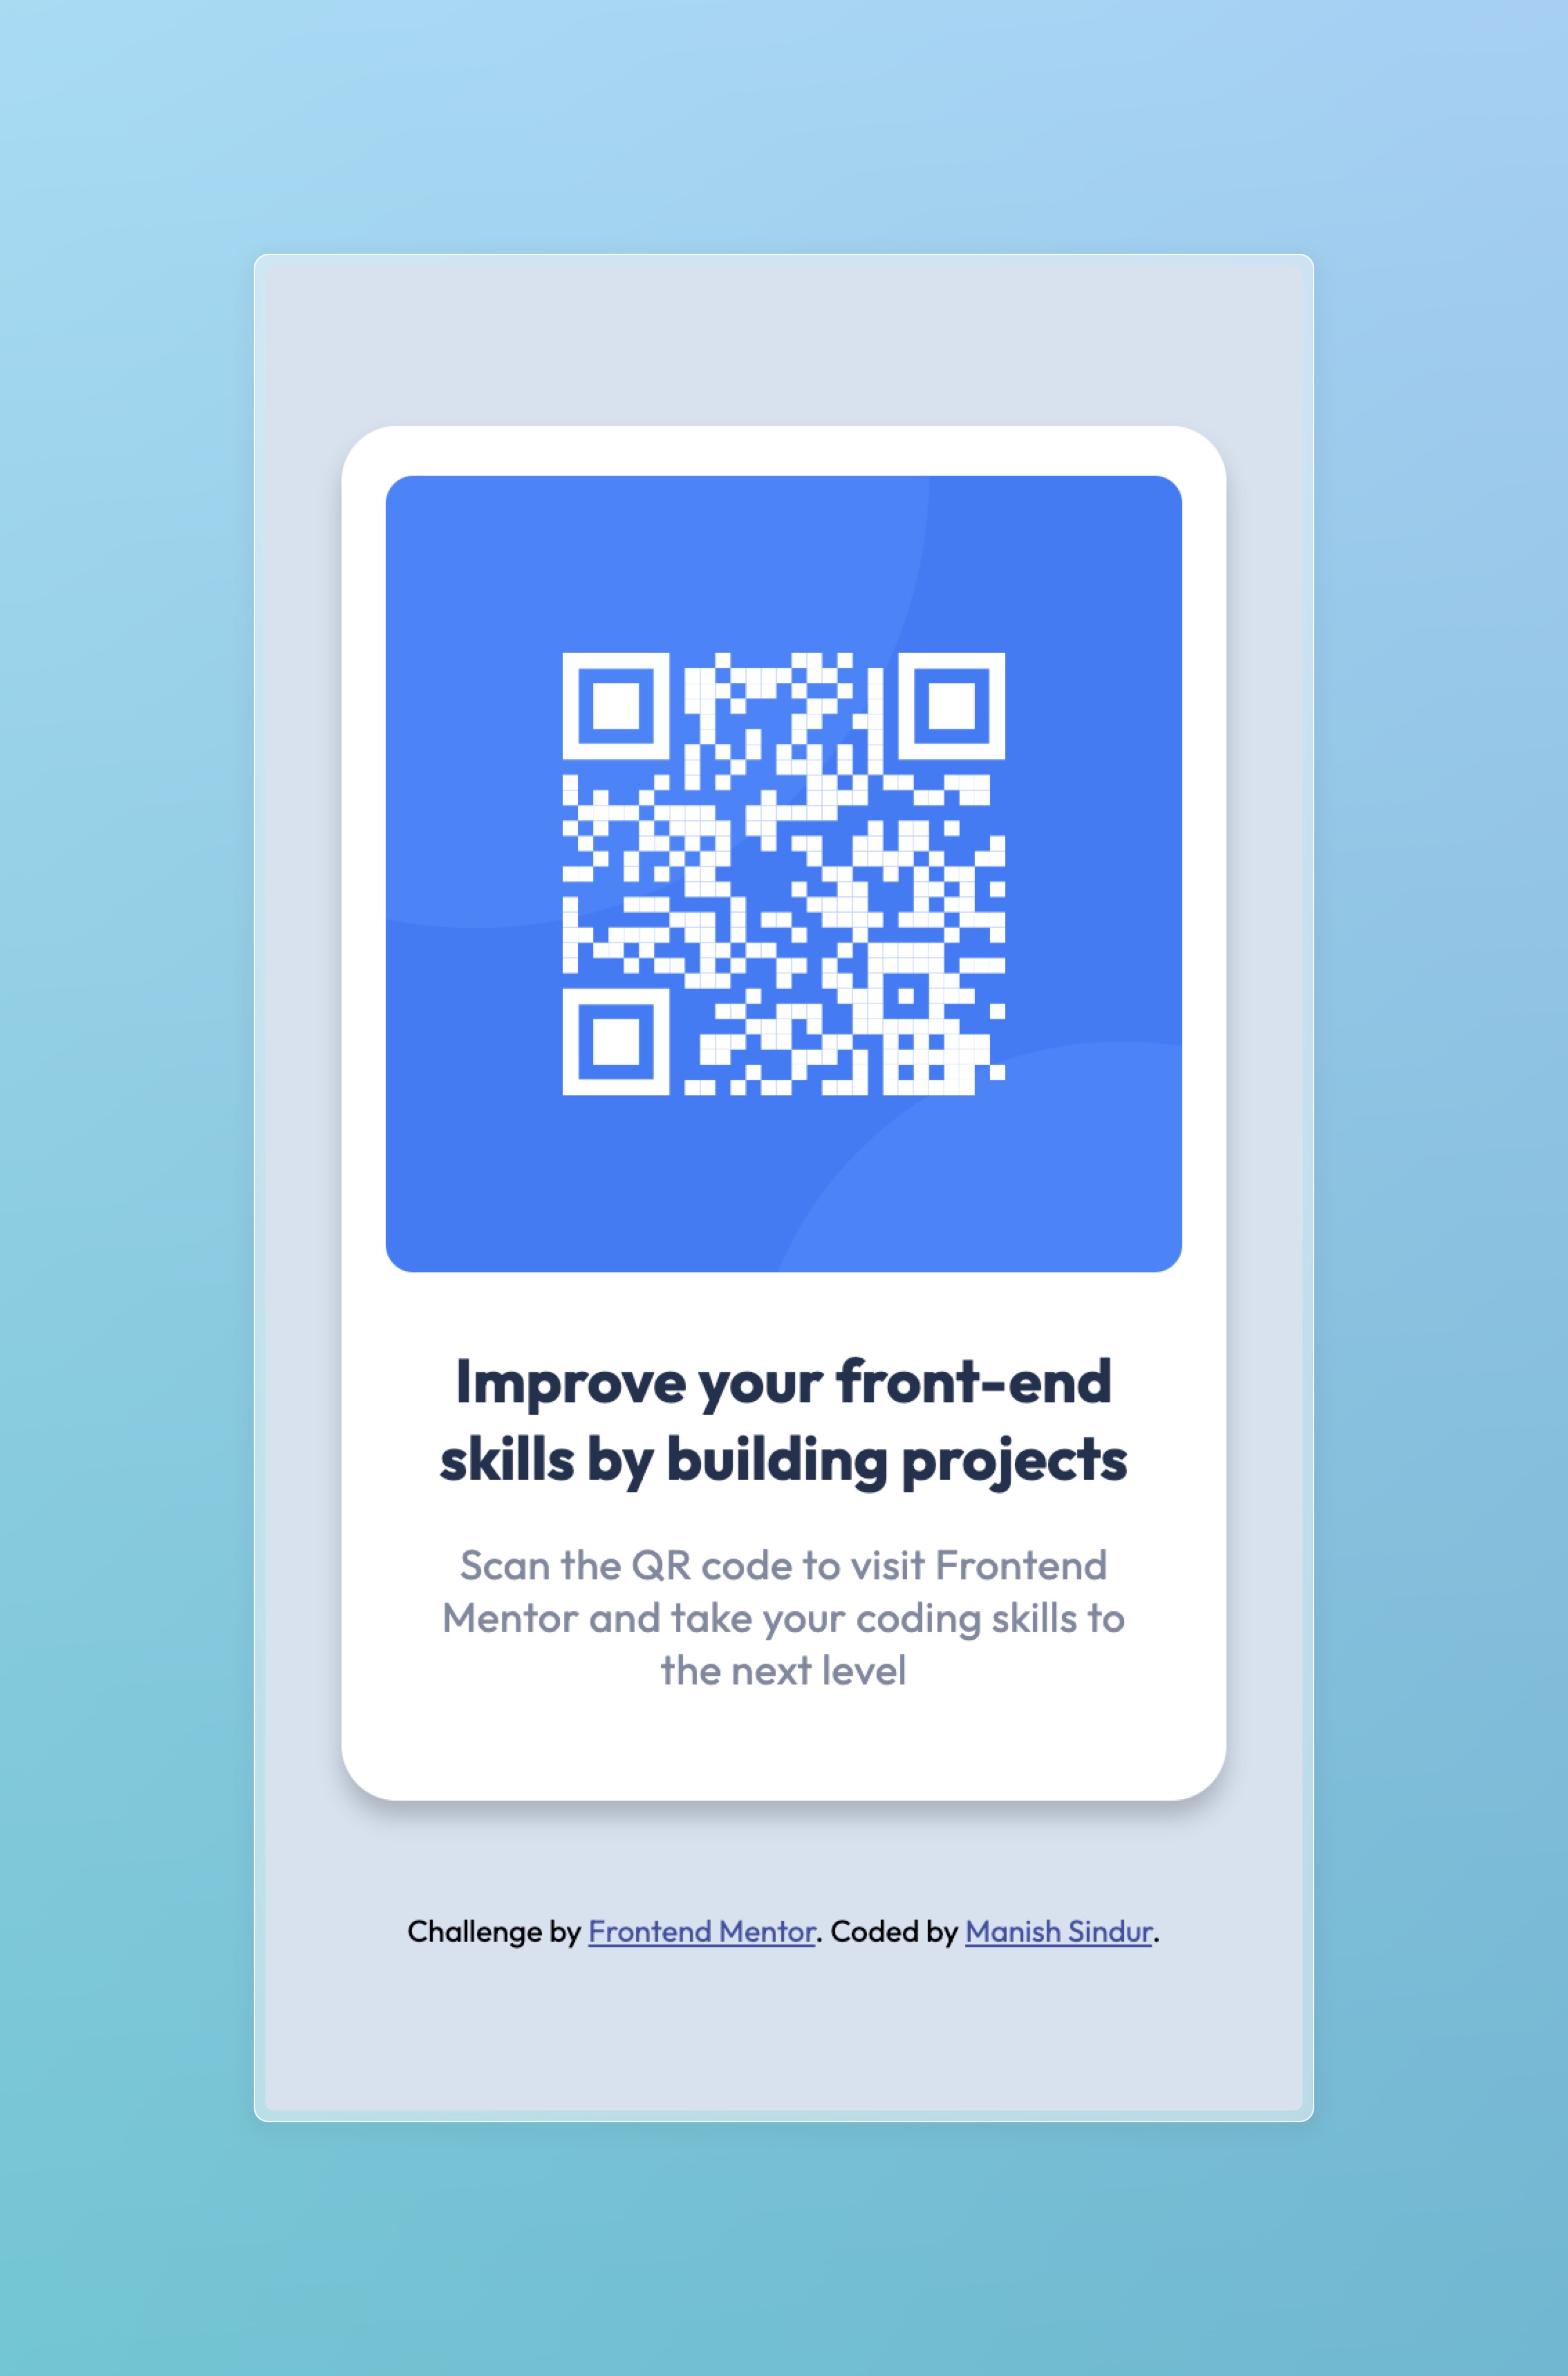 Improve your front-end
skills by building projects
Scan the QR code to visit Frontend
Mentor and take your coding skills to
the next level
Challenge by Frontend Mentor. Coded by Manish Sindur.